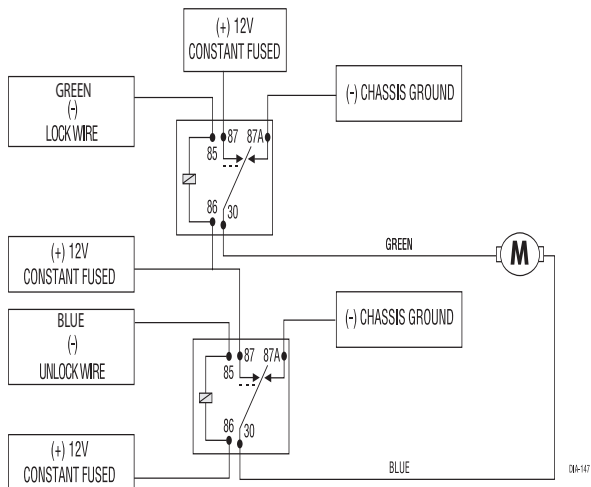 (+) 12V
CONSTANT FUSED
GREEN
(-)
LOCK WIRE
(-) CHASSIS GROUND
87 87A
85
86
30
(+) 12V
CONSTANT FUSED
GREEN
M
BLUE
(-)
UNLOCK WIRE
(-) CHASSIS GROUND
87 87A
85
86
30
(+) 12V
CONSTANT FUSED
BLUE
DIA-147